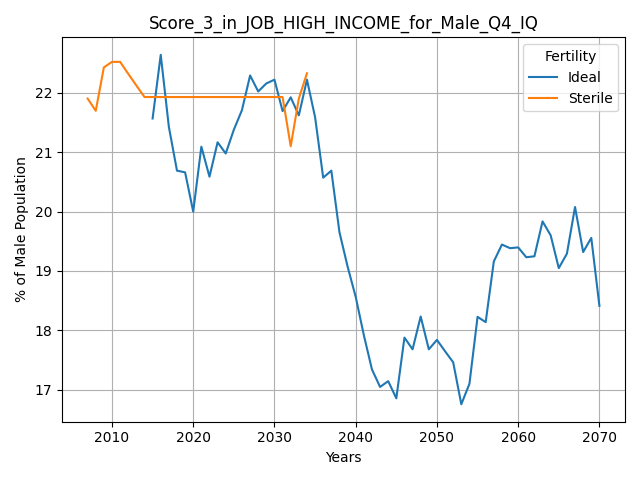 Score_3_in_JOB_HIGH_INCOME_for_Male_Q4_IQ
Fertility
Ideal
Sterile
% of Male Population
22
21
20
19
18
17
2010 2020 2030 2040 2050 2060 2070
Years